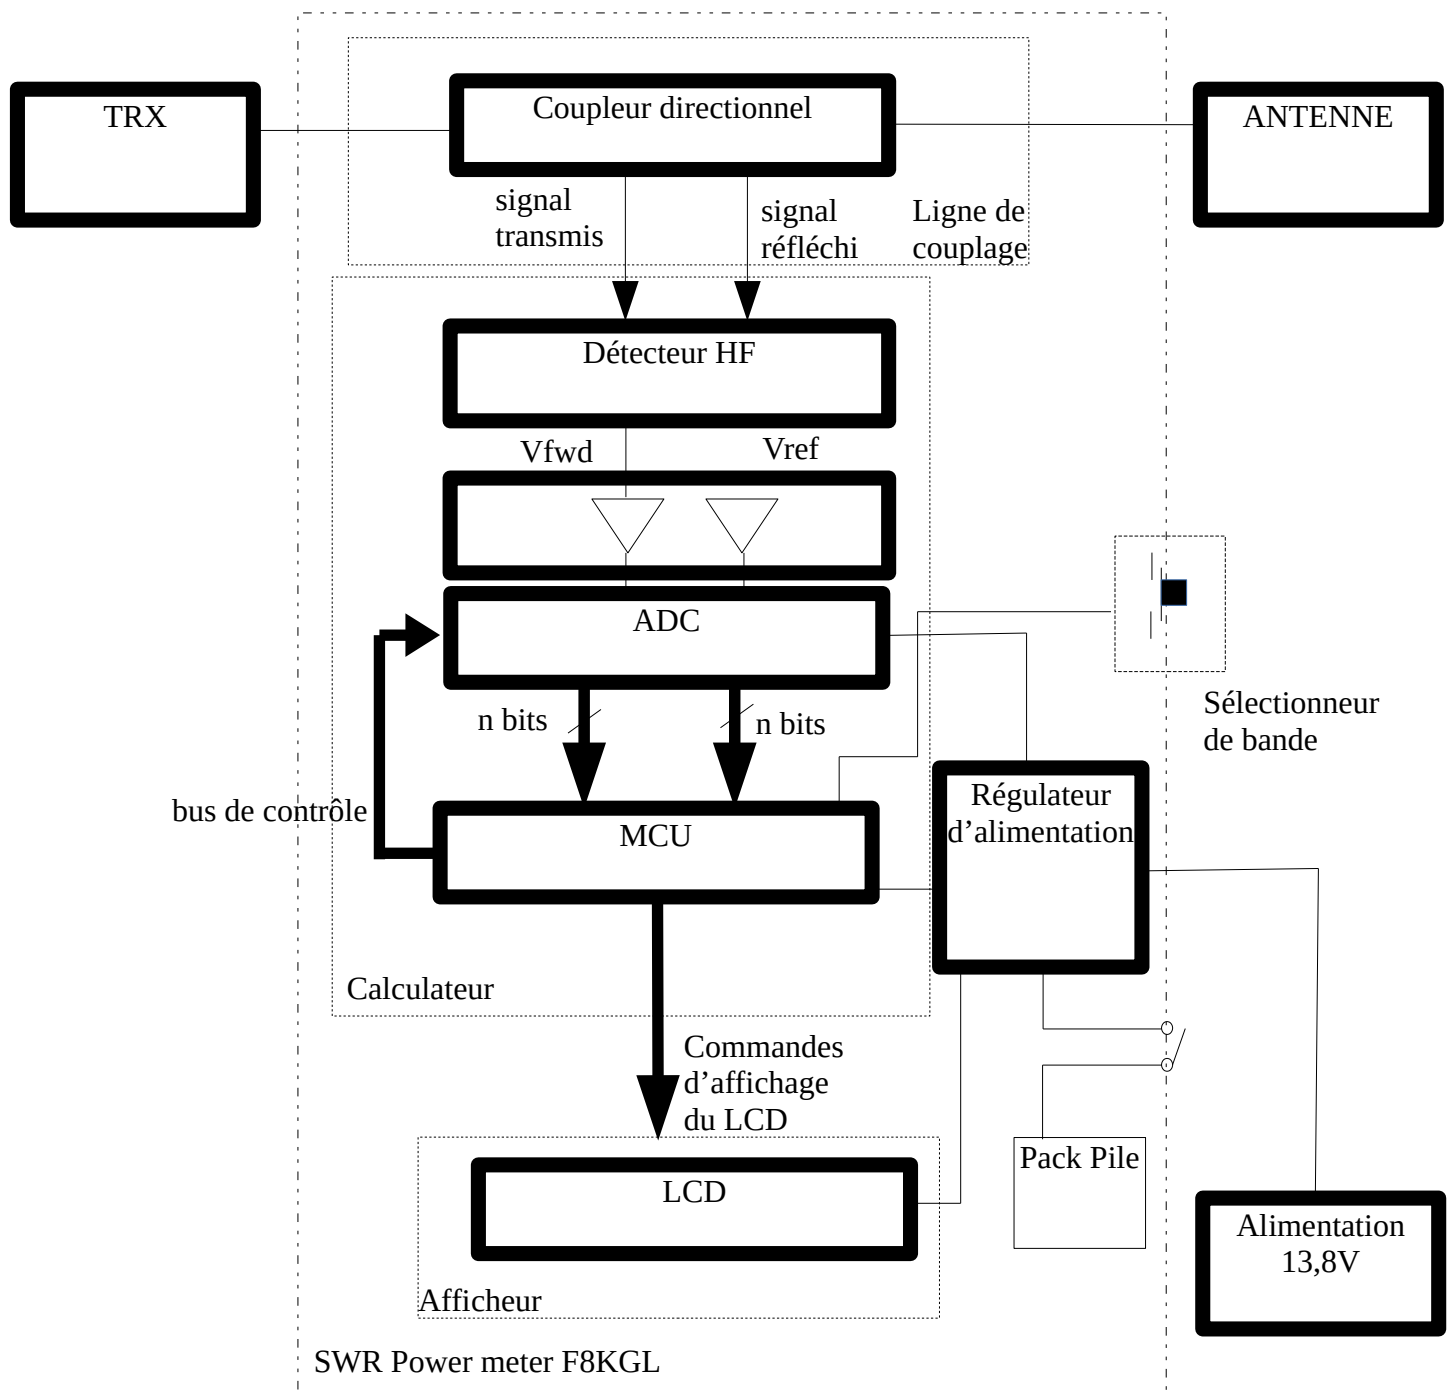 TRX
Coupleur directionnel
ANTENNE
signal
transmis
signal
réfléchi
Ligne de
couplage
Détecteur HF
Vfwd
Vref
ADC
n bits
n bits
Sélectionneur
de bande
bus de contrôle
MCU
Régulateur
d’alimentation
Calculateur
Commandes
d’affichage
du LCD
Pack Pile
LCD
Alimentation
13,8V
Afficheur
SWR Power meter F8KGL